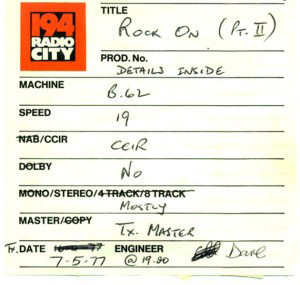 194
RADIO
CITY
TITLE
ROCK ON (PT. II)
PROD. No.
DETAILS INSIDE
MACHINE
B.62
SPEED
19
NAB/CCIR
CCIR
DOLBY
NO
MONO/STEREO/4 TRACK/8 TRACK
MOSTLY
MASTER/COPY
TX. MASTER
TX. DATE
7-5-77
ENGINEER
@ 19.00
Dave